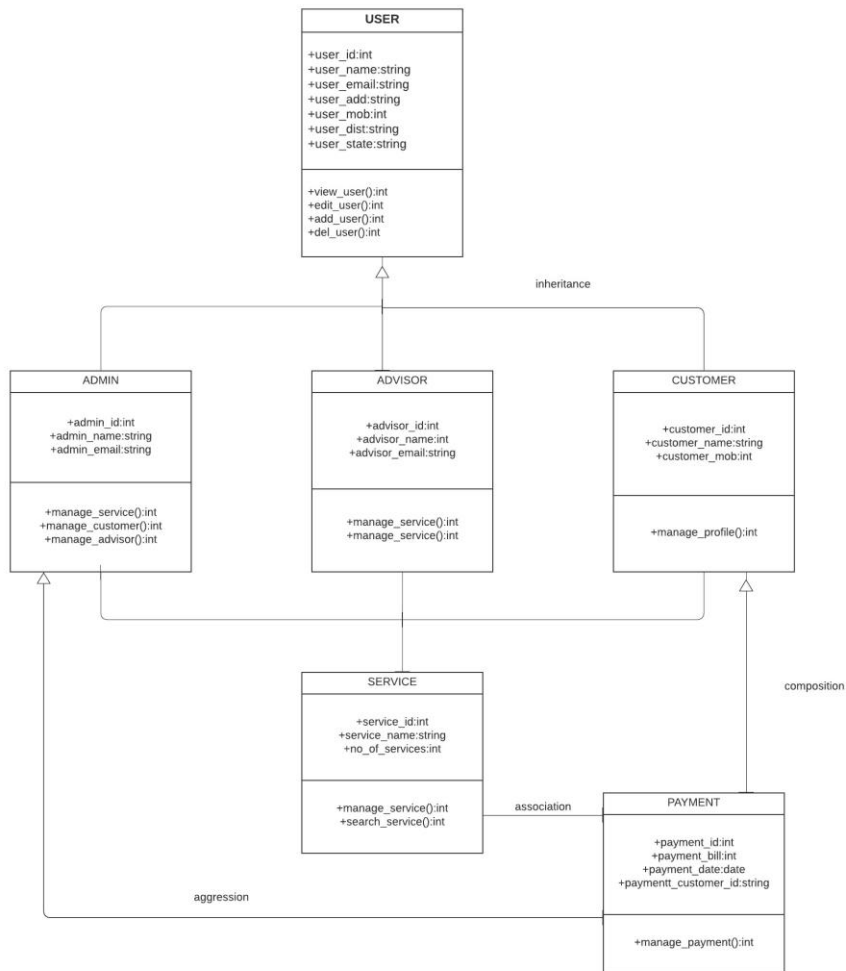 USER
+user_id:int
+user_name:string
+user_email:string
+user_add:string
+user_mob:int
+user_dist:string
+user_state:string
+view_user():int
+edit_user():int
+add_user():int
+del_user():int
inheritance
ADMIN
+admin_id:int
+admin_name:string
+admin_email:string
+manage_service():int
+manage_customer():int
+manage_advisor():int
ADVISOR
+advisor_id:int
+advisor_name:int
+advisor_email:string
+manage_service():int
+manage_service():int
CUSTOMER
+customer_id:int
+customer_name:string
+customer_mob:int
+manage_profile():int
SERVICE
+service_id:int
+service_name:string
+no_of_services:int
+manage_service():int
+search_service():int
composition
association
PAYMENT
+payment_id:int
+payment_bill:int
+payment_date:date
+paymentt_customer_id:string
+manage_payment():int
aggression